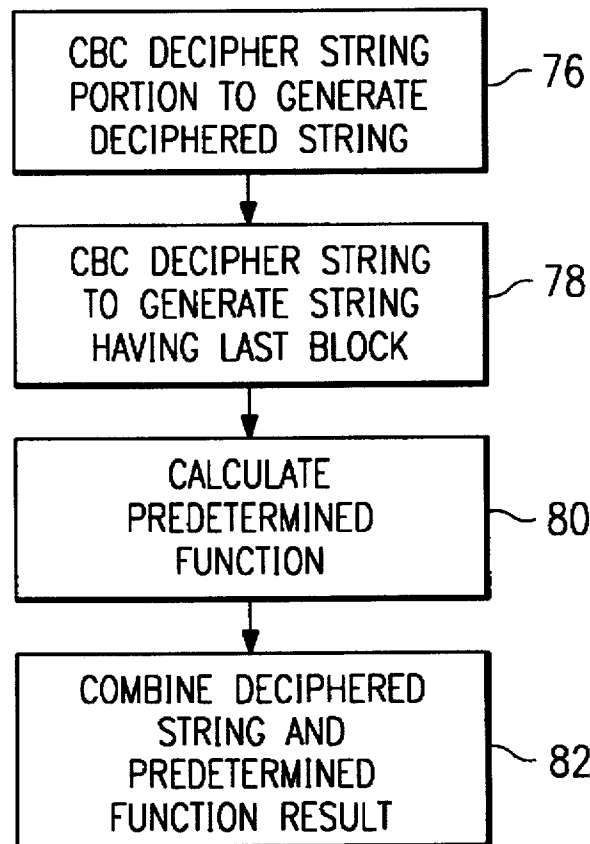 CBC DECIPHER STRING
PORTION TO GENERATE
DECIPHERED STRING
76
CBC DECIPHER STRING
TO GENERATE STRING
HAVING LAST BLOCK
78
CALCULATE
PREDETERMINED
FUNCTION
80
COMBINE DECIPHERED
STRING AND
PREDETERMINED
FUNCTION RESULT
82